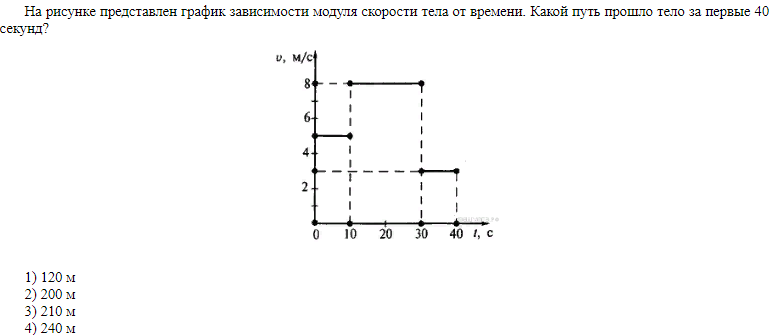 На рисунке представлен график зависимости модуля скорости тела от времени. Какой путь прошло тело за первые 40
секунд?
υ, м/с
8
6
4
2
0 10 20 30 40 t, с
1) 120 м
2) 200 м
3) 210 м
4) 240 м